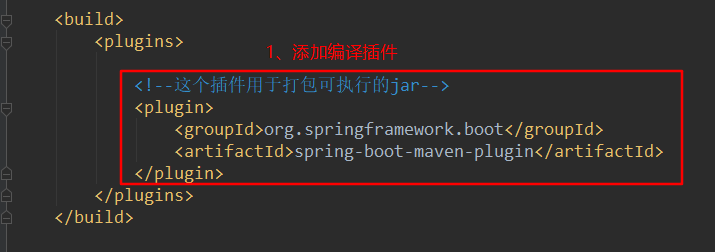 <build>
<plugins>
1、添加编译插件
<!--这个插件用于打包可执行的jar-->
<plugin>
<groupId>org.springframework.boot</groupId>
<artifactId>spring-boot-maven-plugin</artifactId>
</plugin>
</plugins>
</build>